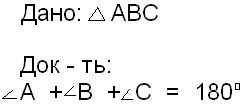 Дано: △ ABC
Док - ть:
∠A + ∠B + ∠C = 180°